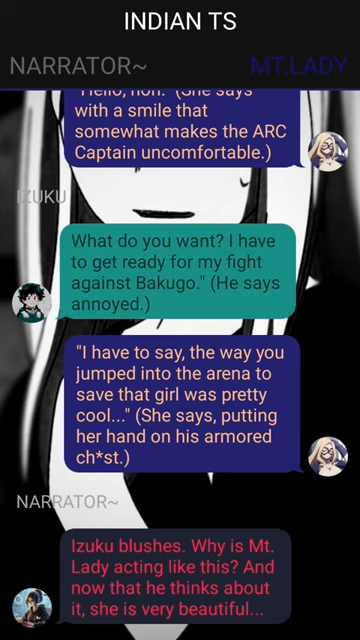 INDIAN TS
NARRATOR~
MT.LADY
"Hello, hon." (She says
with a smile that
somewhat makes the ARC
Captain uncomfortable.)
IZUKU
What do you want? I have
to get ready for my fight
against Bakugo." (He says
annoyed.)
"I have to say, the way you
jumped into the arena to
save that girl was pretty
cool..." (She says, putting
her hand on his armored
ch*st.)
NARRATOR~
Izuku blushes. Why is Mt.
Lady acting like this? And
now that he thinks about
it, she is very beautiful...